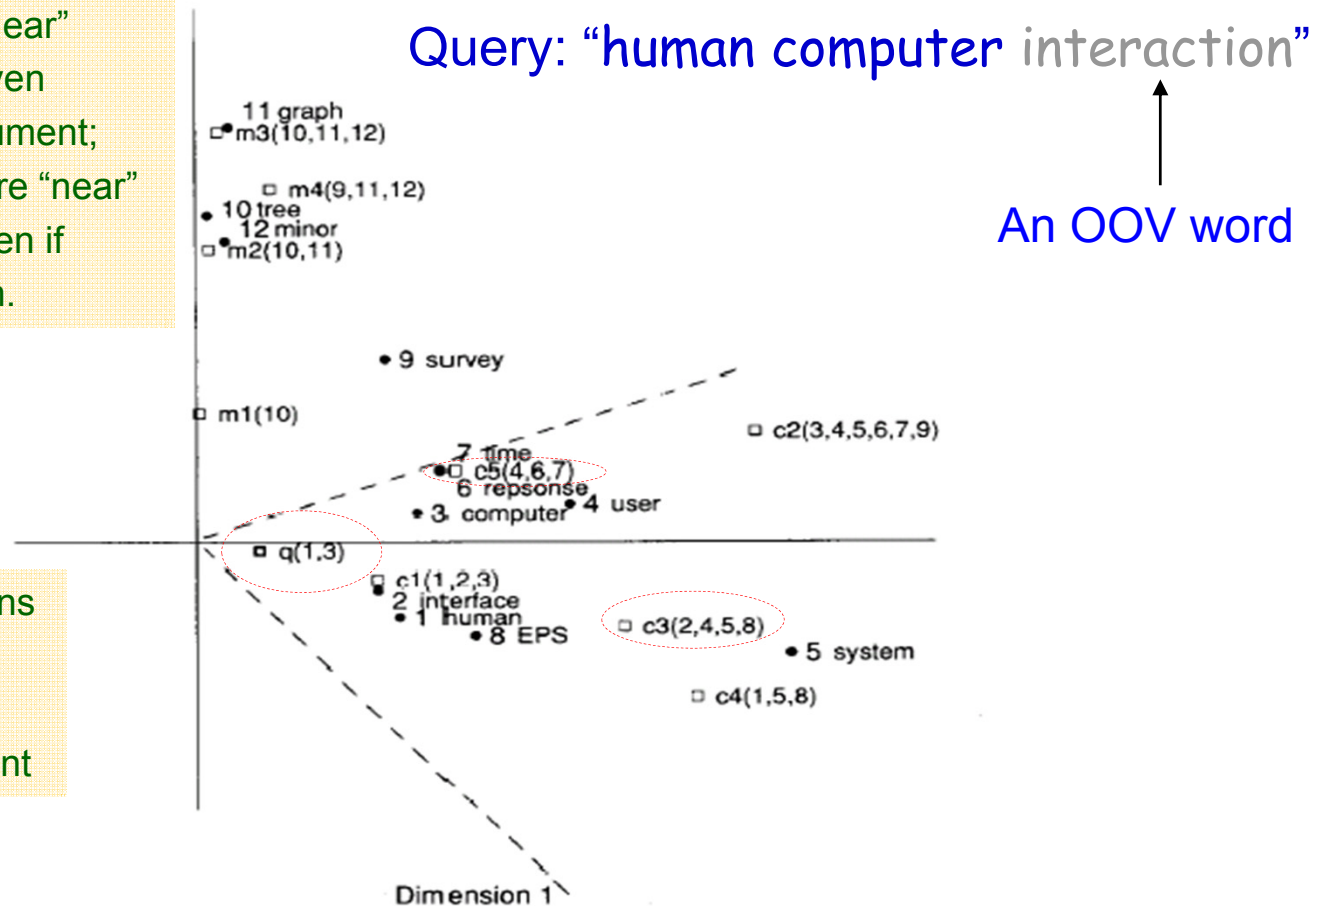 ear”
ven
ument;
re “near”
en if
n.
Query: “human computer interaction”
An OOV word
11 graph
m3(10,11,12)
m4(9,11,12)
10 tree
12 minor
m2(10,11)
9 survey
m1(10)
c2(3,4,5,6,7,9)
7 time
c5(4,6,7)
6 repsonse
4 user
3. computer
q(1,3)
c1(1,2,3)
2 interface
1 human
8 EPS
c3(2,4,5,8)
5 system
c4(1,5,8)
ns
nt
Dimension 1